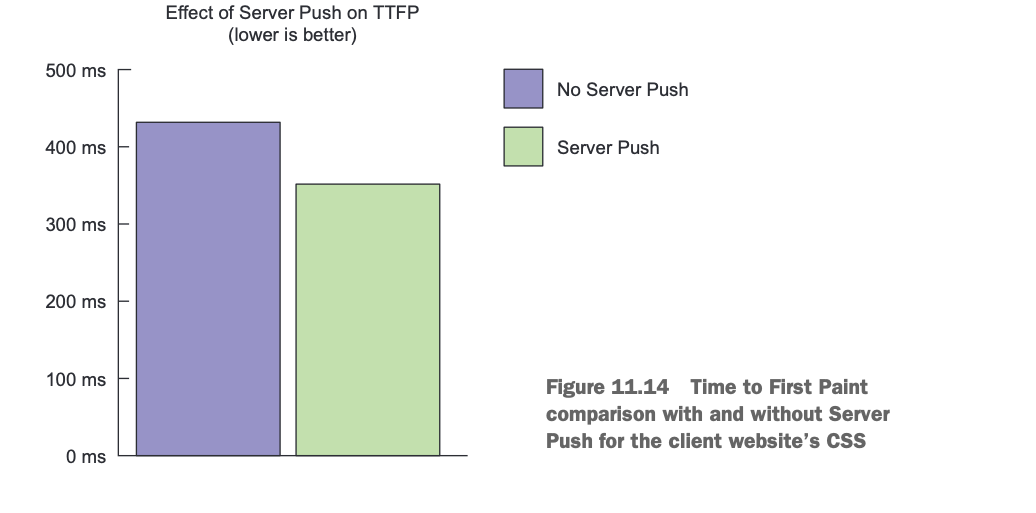 Effect of Server Push on TTFP
(lower is better)
500 ms
400 ms
300 ms
200 ms
100 ms
0 ms
No Server Push
Server Push
Figure 11.14 Time to First Paint
comparison with and without Server
Push for the client website’s CSS